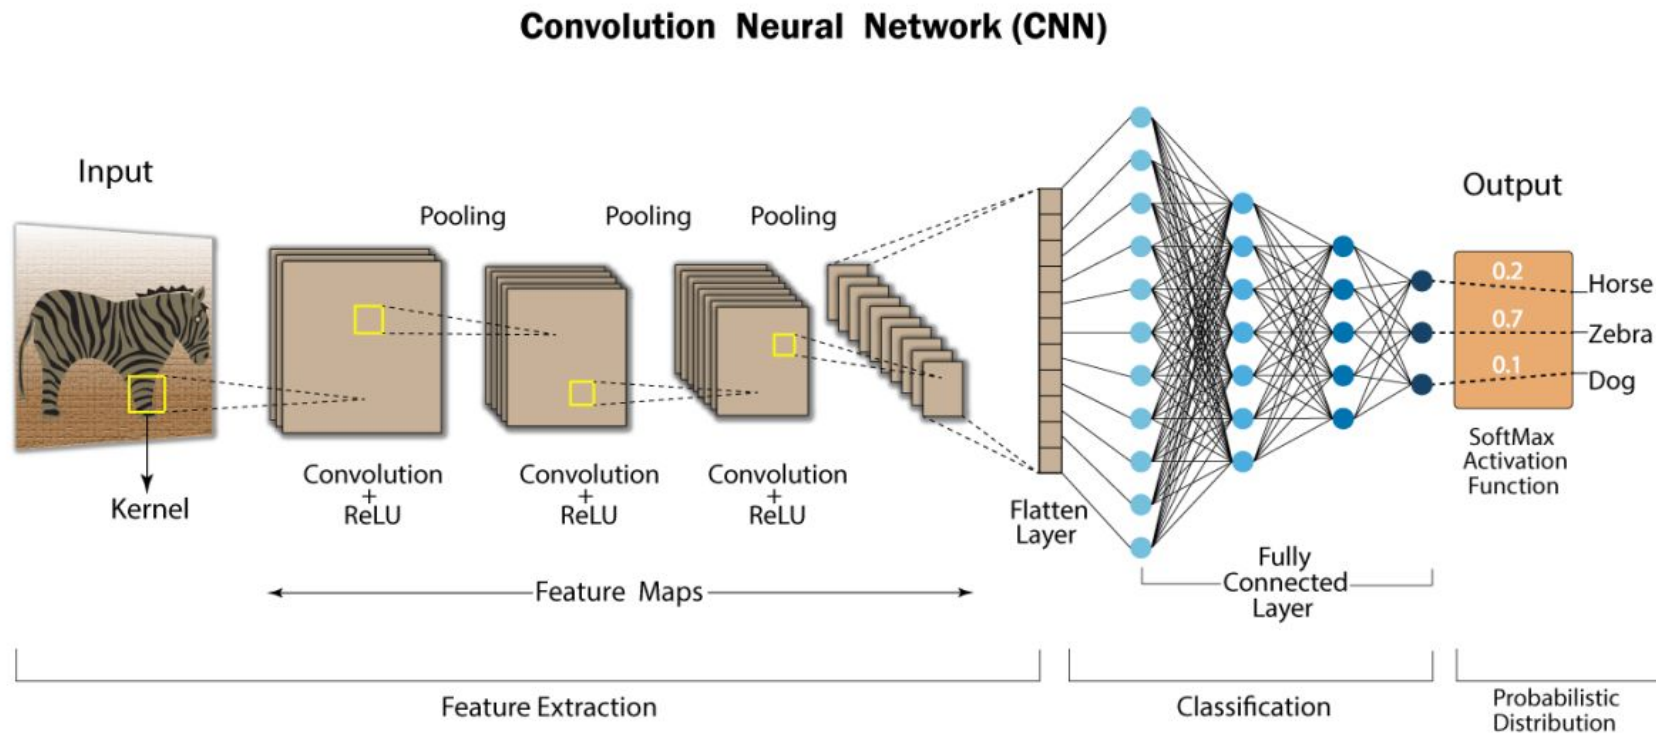 Convolution Neural Network (CNN)
Input
Pooling
Pooling
Pooling
Output
0.2
Horse
0.7
Zebra
0.1
Dog
Kernel
Convolution
+
ReLU
Convolution
+
ReLU
Convolution
+
ReLU
Flatten
Layer
SoftMax
Activation
Function
Feature Maps
Fully
Connected
Layer
Feature Extraction
Classification
Probabilistic
Distribution